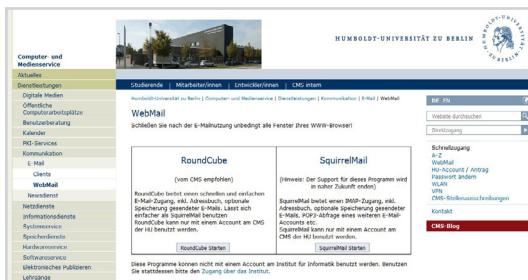 HUMBOLDT-UNIVERSITÄT ZU BERLIN
Computer- und
Medienservice
Aktuelles
Dienstleistungen
Digitale Medien
Öffentliche
Computerarbeitsplätze
Benutzerberatung
Kalender
PKI-Services
Kommunikation
E-Mail
Clients
WebMail
Newsdienst
Netzdienste
Informationsdienste
Systemservice
Speicherdienste
Hardwareservice
Softwareservice
Elektronisches Publizieren
Lehrgänge
Studierende | Mitarbeiter/innen | Entwickler/innen | CMS intern
Humboldt-Universität zu Berlin | Computer- und Medienservice | Dienstleistungen | Kommunikation | E-Mail | WebMail
WebMail
Schließen Sie nach der E-Mailnutzung unbedingt alle Fenster Ihres WWW-Browsers!
RoundCube
(vom CMS empfohlen)
RoundCube bietet einen schnellen und einfachen
E-Mail-Zugang, inkl. Adressbuch, optionale
Speicherung gesendeter E-Mails. Lasst sich
einfacher als SquirrelMail benutzen
RoundCube kann nur mit einem Account am CMS
der HU benutzt werden.
RoundCube Starten
SquirrelMail
(Hinweis: Der Support für dieses Programm wird
in naher Zukunft enden)
SquirrelMail bietet einen IMAP-Zugang, inkl.
Adressbuch, optionale Speicherung gesendeter
E-Mails, POP3-Abfrage eines weiteren E-Mail-
Accounts etc.
SquirrelMail kann nur mit einem Account am
CMS der HU benutzt werden.
SquirrelMail Starten
Diese Programme können nicht mit einem Account am Institut für Informatik benutzt werden. Benutzen
Sie stattdessen bitte den Zugang über das Institut.
DE EN
Website durchsuchen
Direktzugang
Schnellzugang
A-Z
WebMail
HU-Account / Antrag
Passwort ändern
WLAN
VPN
CMS-Stellenausschreibungen
Kontakt
CMS-Blog